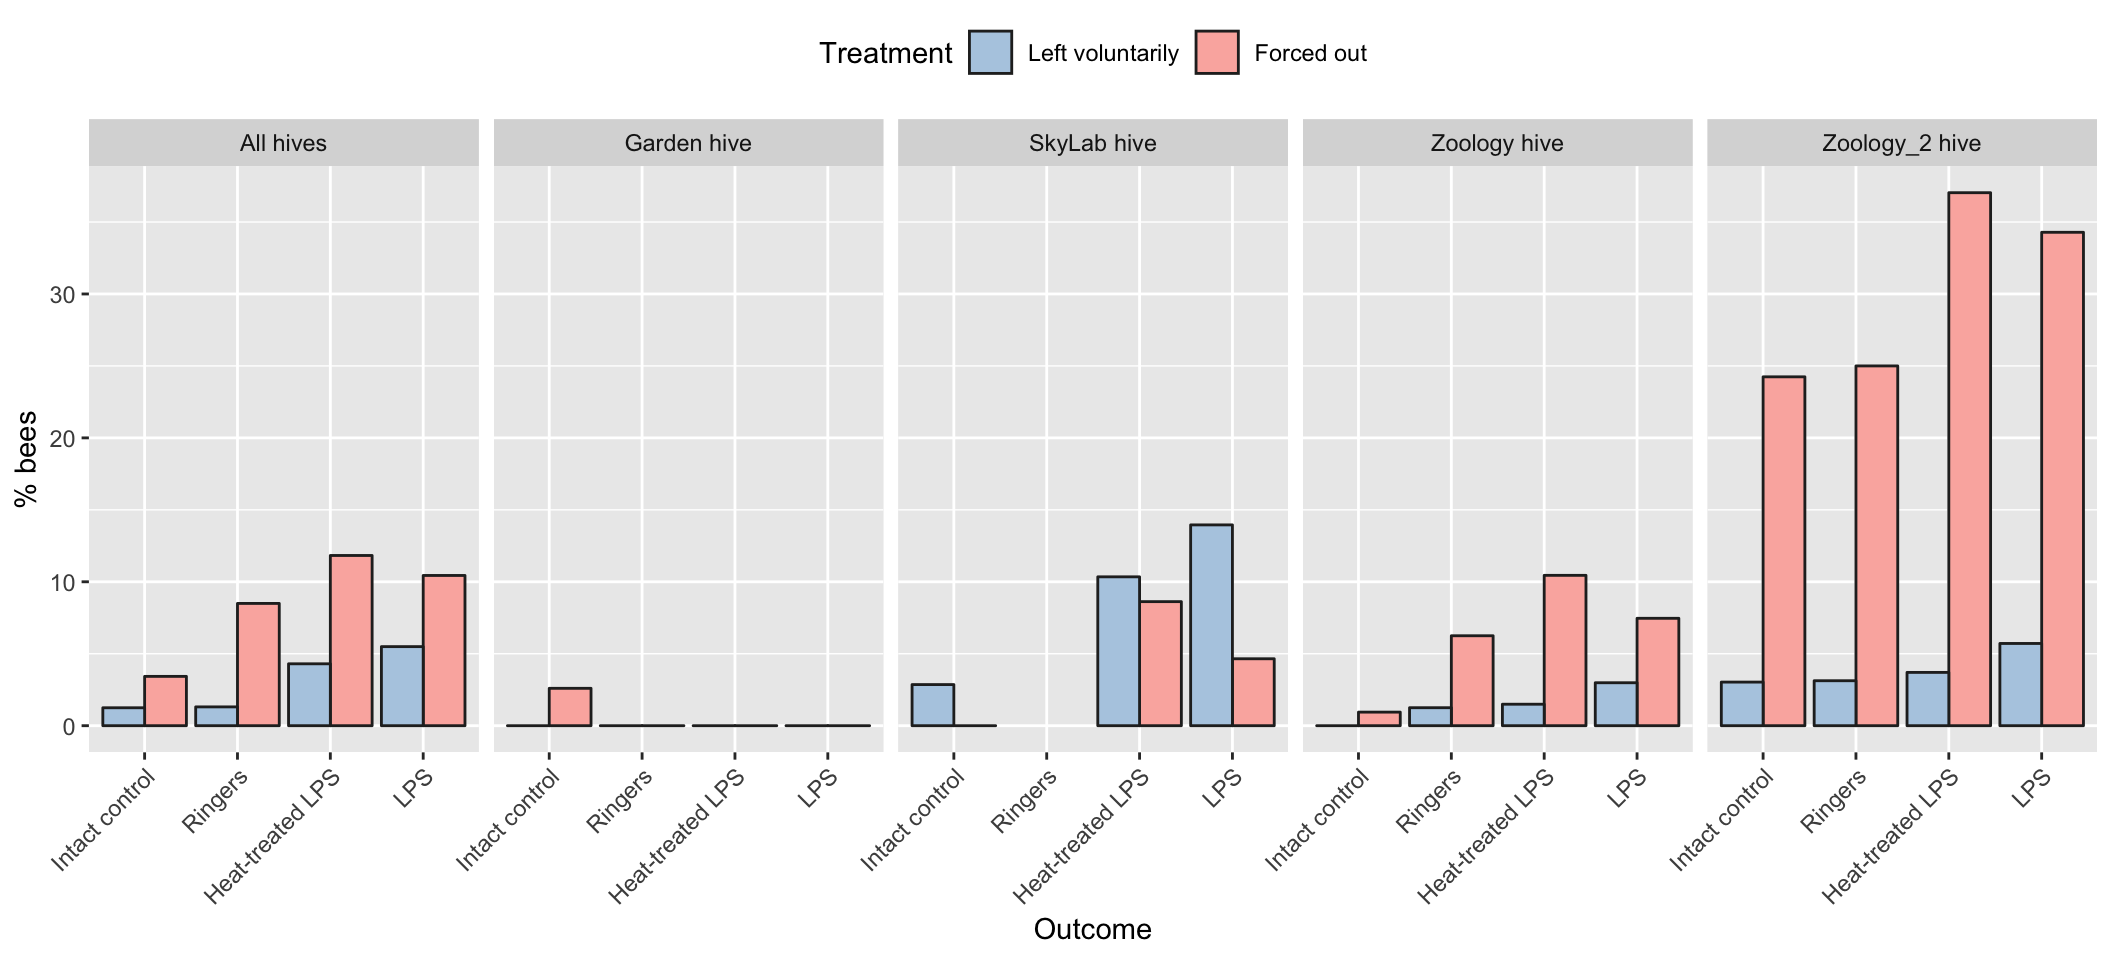 Treatment Left voluntarily Forced out
All hives Garden hive SkyLab hive Zoology hive Zoology_2 hive
% bees
30
20
10
0
Intact control Ringers Heat-treated LPS LPS Intact control Ringers Heat-treated LPS LPS Intact control Ringers Heat-treated LPS LPS Intact control Ringers Heat-treated LPS LPS Intact control Ringers Heat-treated LPS LPS
Outcome